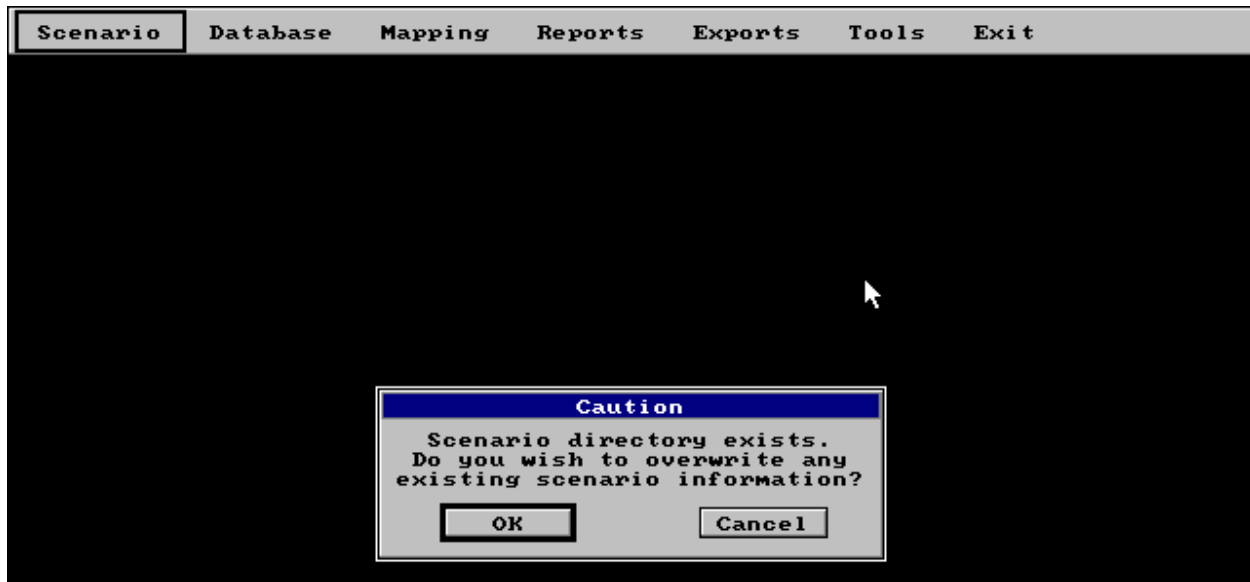 Scenario Database Mapping Reports Exports Tools Exit
Caution
Scenario directory exists.
Do you wish to overwrite any
existing scenario information?
OK Cancel